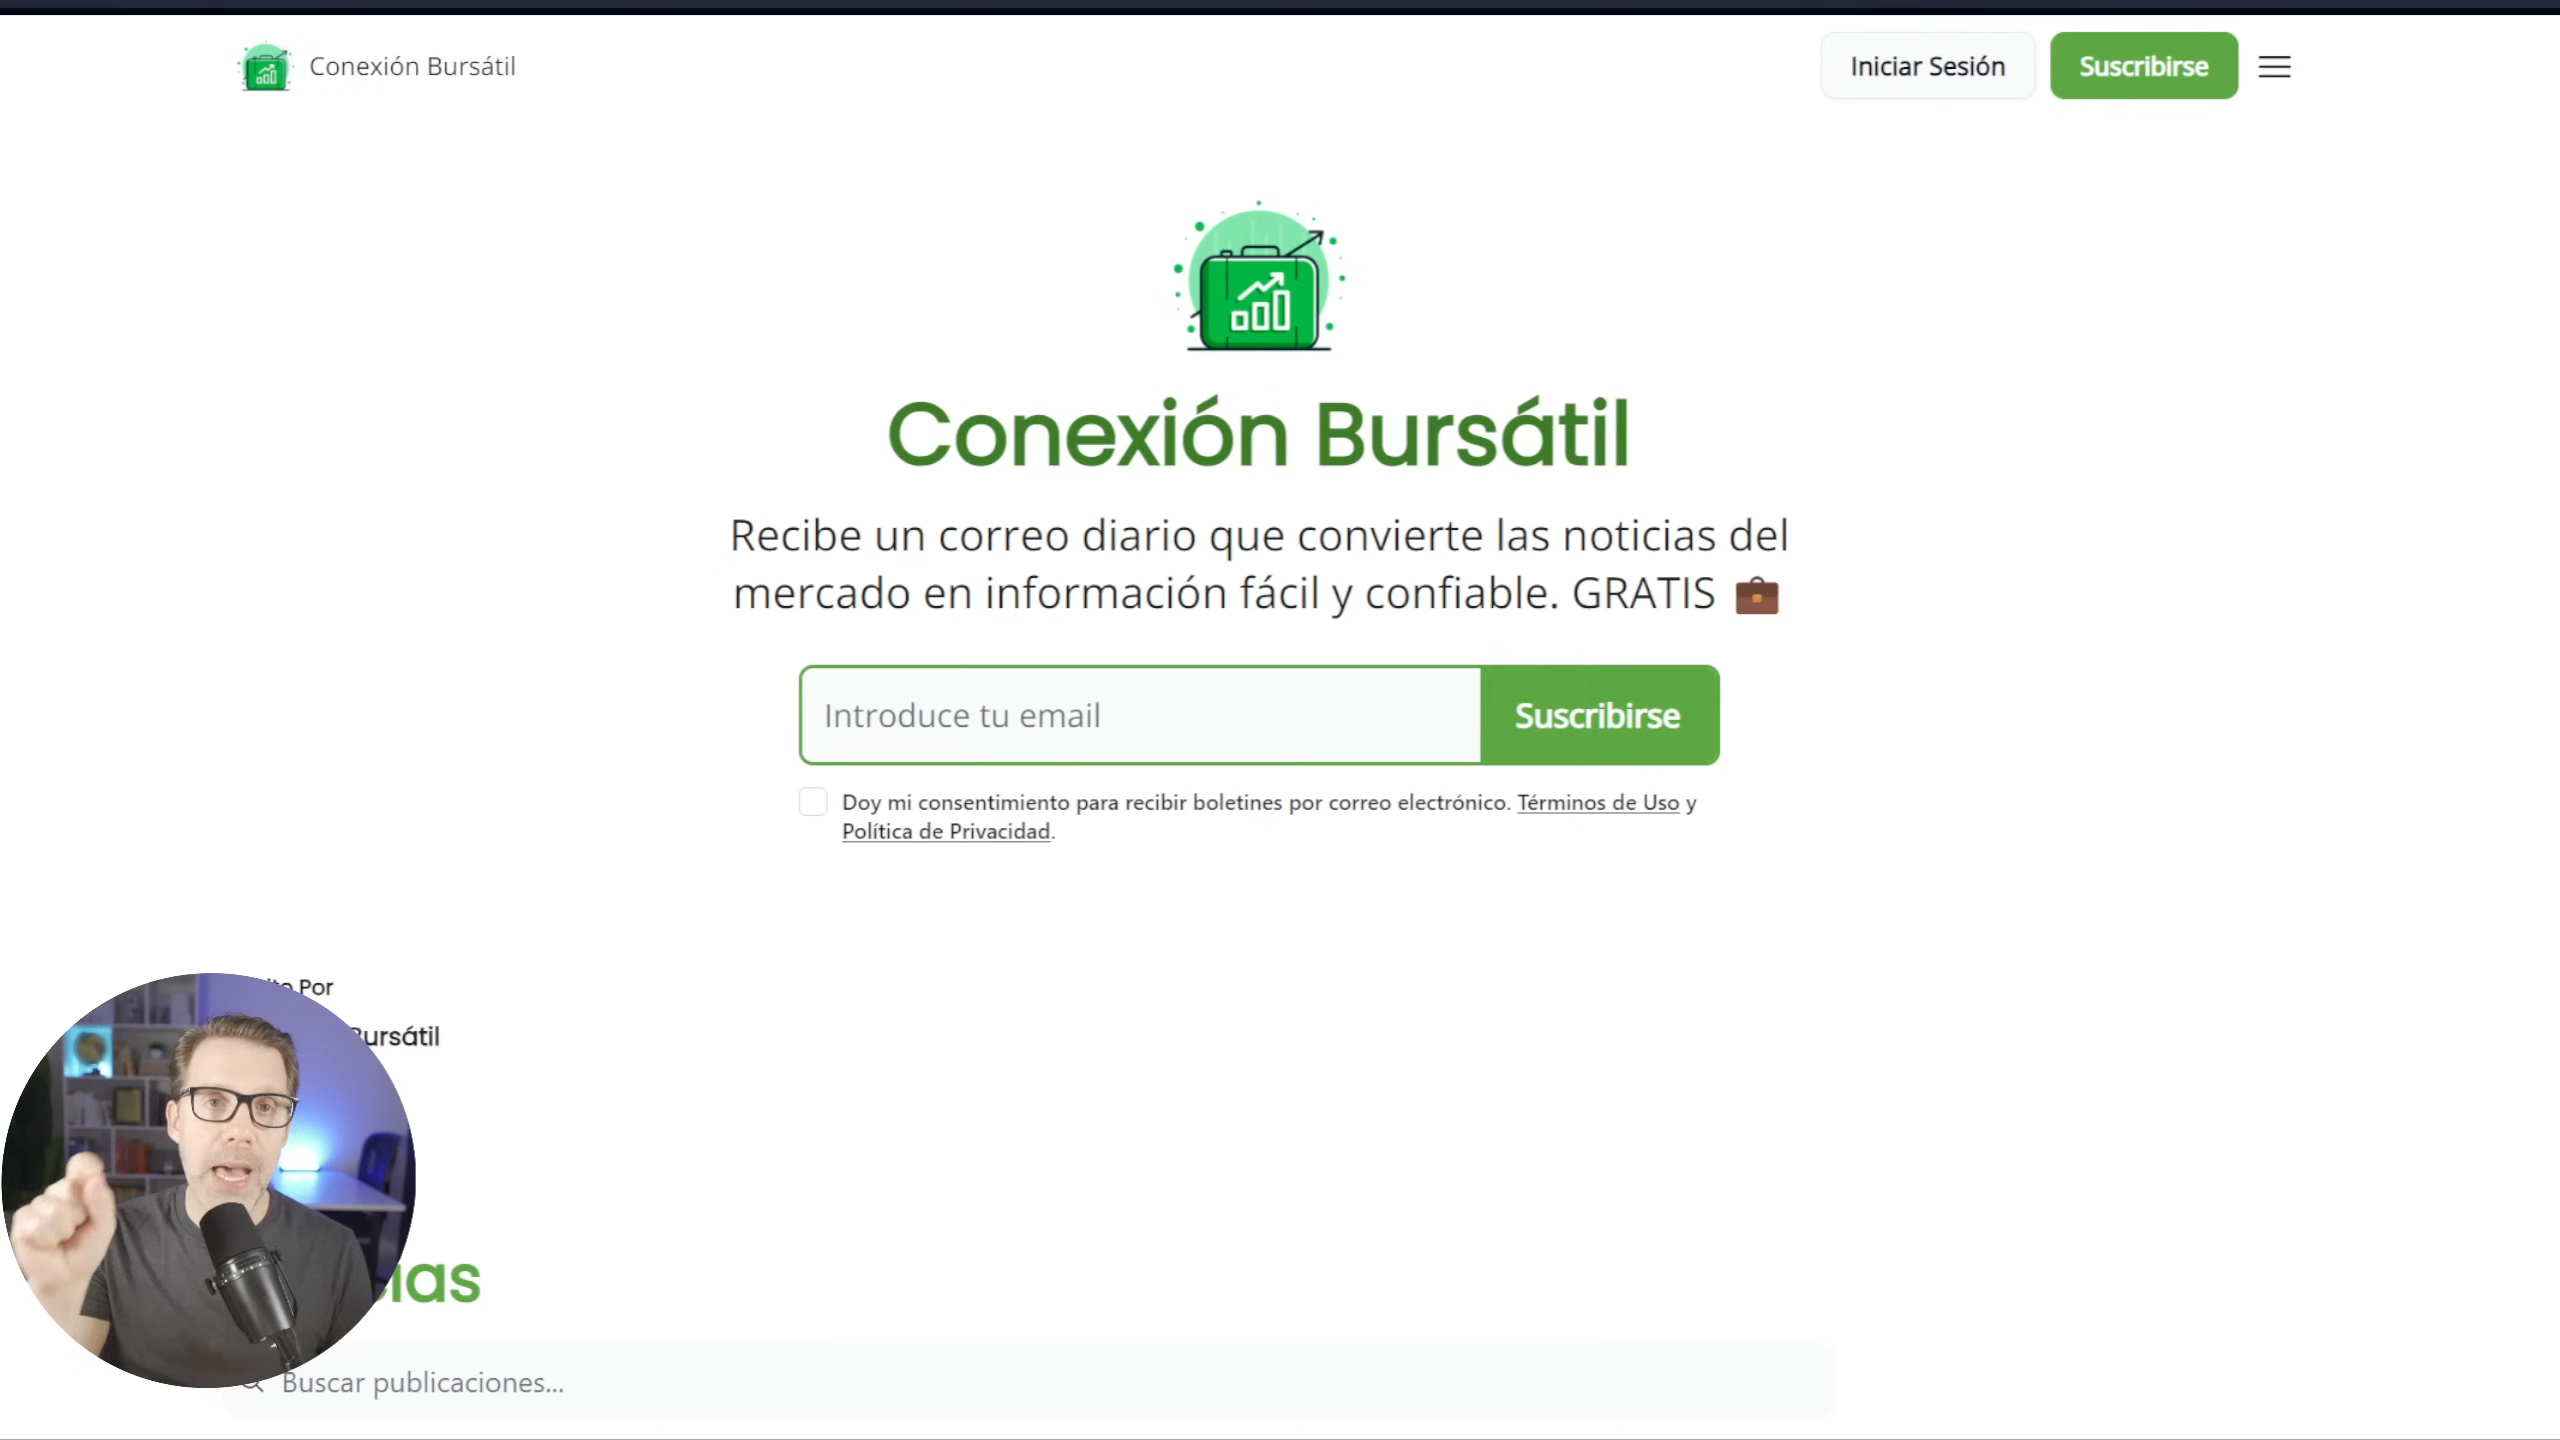 Conexión Bursátil
Iniciar Sesión
Suscribirse
Conexión Bursátil
Recibe un correo diario que convierte las noticias del
mercado en información fácil y confiable. GRATIS
Introduce tu email
Suscribirse
Doy mi consentimiento para recibir boletines por correo electrónico. Términos de Uso y
Política de Privacidad.
Por
Bursátil
Buscar publicaciones...